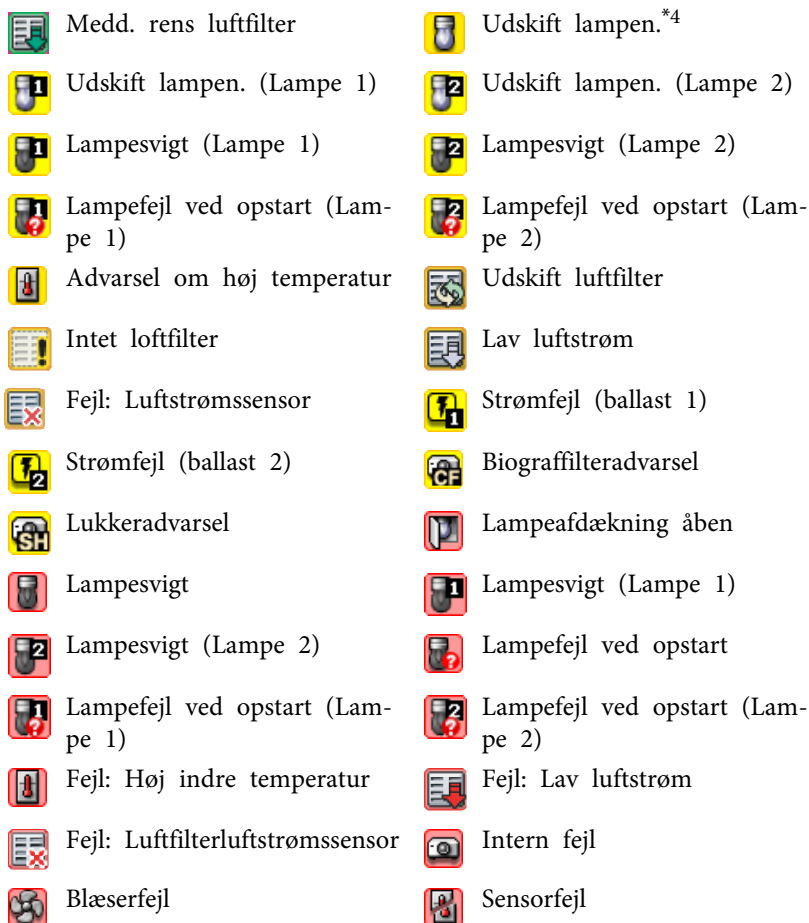 Medd. rens luftfilter
Udskift lampen.*4
Udskift lampen. (Lampe 1)
Udskift lampen. (Lampe 2)
Lampesvigt (Lampe 1)
Lampesvigt (Lampe 2)
Lampefejl ved opstart (Lam-
pe 1)
Lampefejl ved opstart (Lam-
pe 2)
Advarsel om høj temperatur
Udskift luftfilter
Intet loftfilter
Lav luftstrøm
Fejl: Luftstrømssensor
Strømfejl (ballast 1)
Strømfejl (ballast 2)
Biograffilteradvarsel
Lukkeradvarsel
Lampeafdækning åben
Lampesvigt
Lampesvigt (Lampe 1)
Lampesvigt (Lampe 2)
Lampefejl ved opstart
Lampefejl ved opstart (Lam-
pe 1)
Lampefejl ved opstart (Lam-
pe 2)
Fejl: Høj indre temperatur
Fejl: Lav luftstrøm
Fejl: Luftfilterluftstrømssensor
Intern fejl
Blæserfejl
Sensorfejl